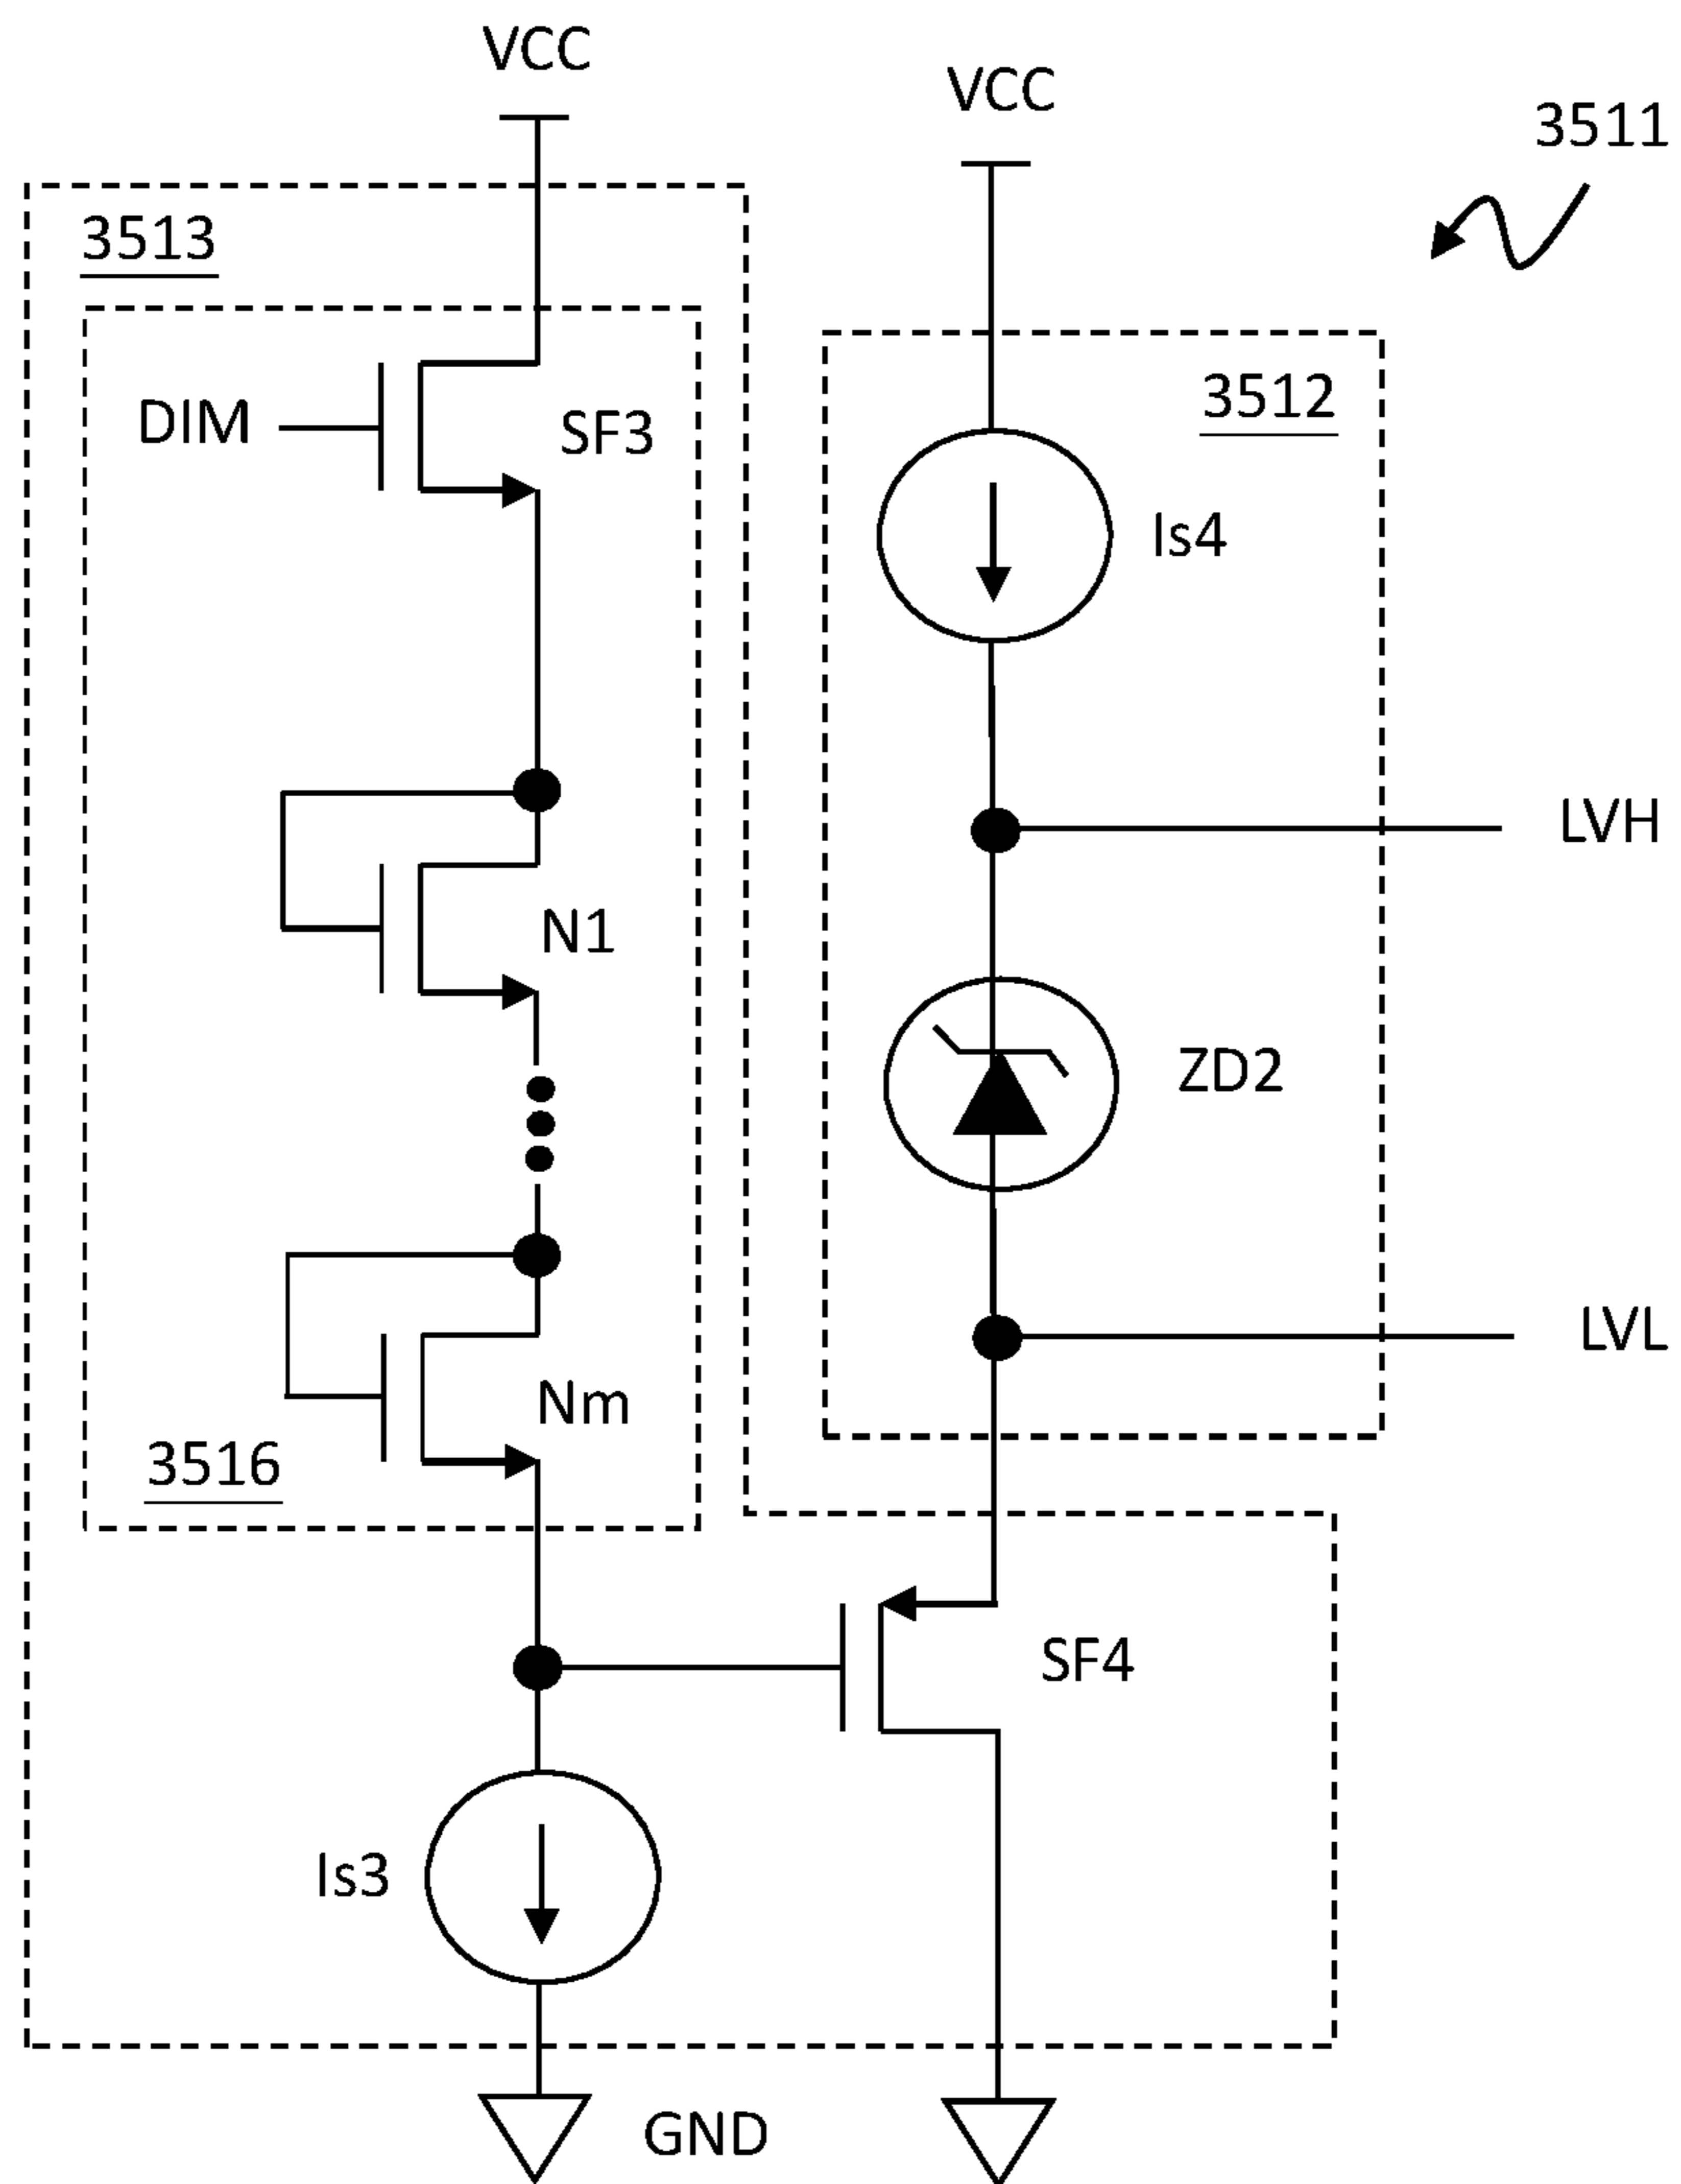 VCC
VCC
3511
3513
3512
DIM
SF3
Is4
LVH
N1
ZD2
LVL
Nm
3516
SF4
Is3
GND